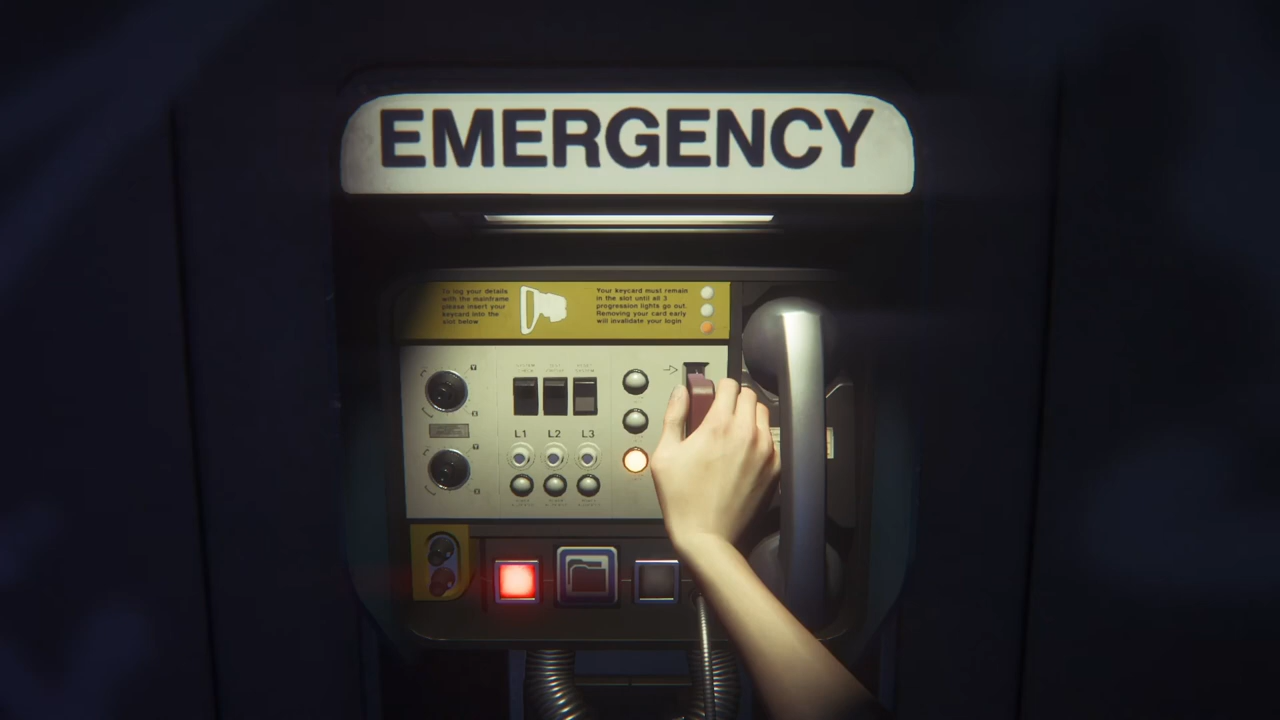 EMERGENCY
To log your details
with the mainframe
please insert your
keycard into the
slot below
Your keycard must remain
in the slot until all 3
progression lights go out.
Removing your card early
will invalidate your login
L1 L2 L3